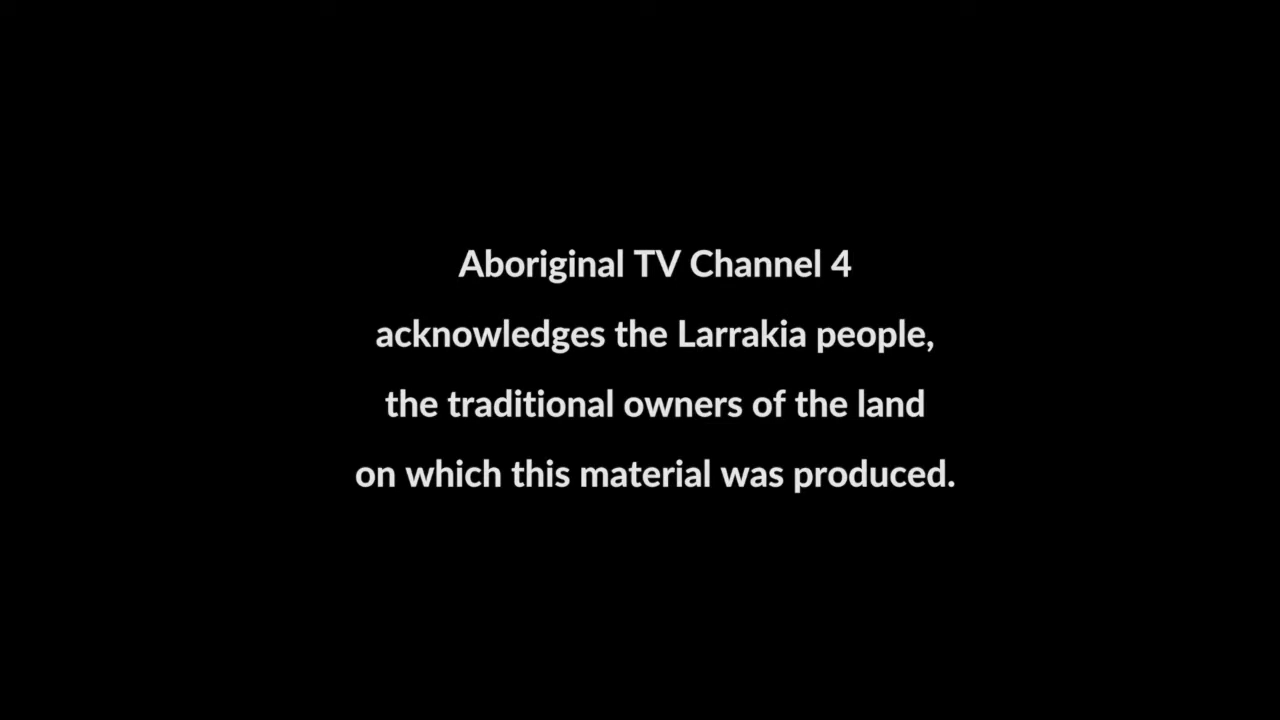 Aboriginal TV Channel 4
acknowledges the Larrakia people,
the traditional owners of the land
on which this material was produced.